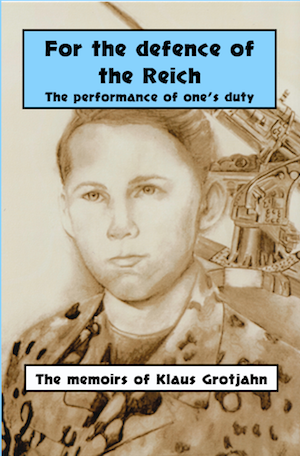 For the defence of
the Reich
The performance of one's duty
The memoirs of Klaus Grotjahn